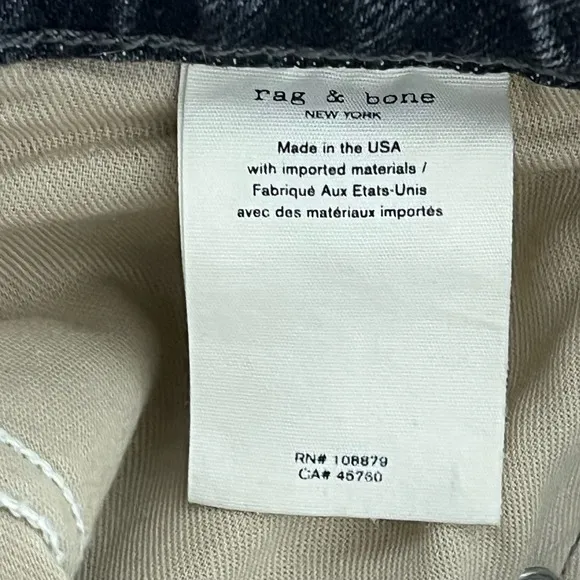 rag & bone
NEW YORK
Made in the USA
with imported materials /
Fabriqué Aux Etats-Unis
avec des matériaux importés
RN# 108879
CA# 45760